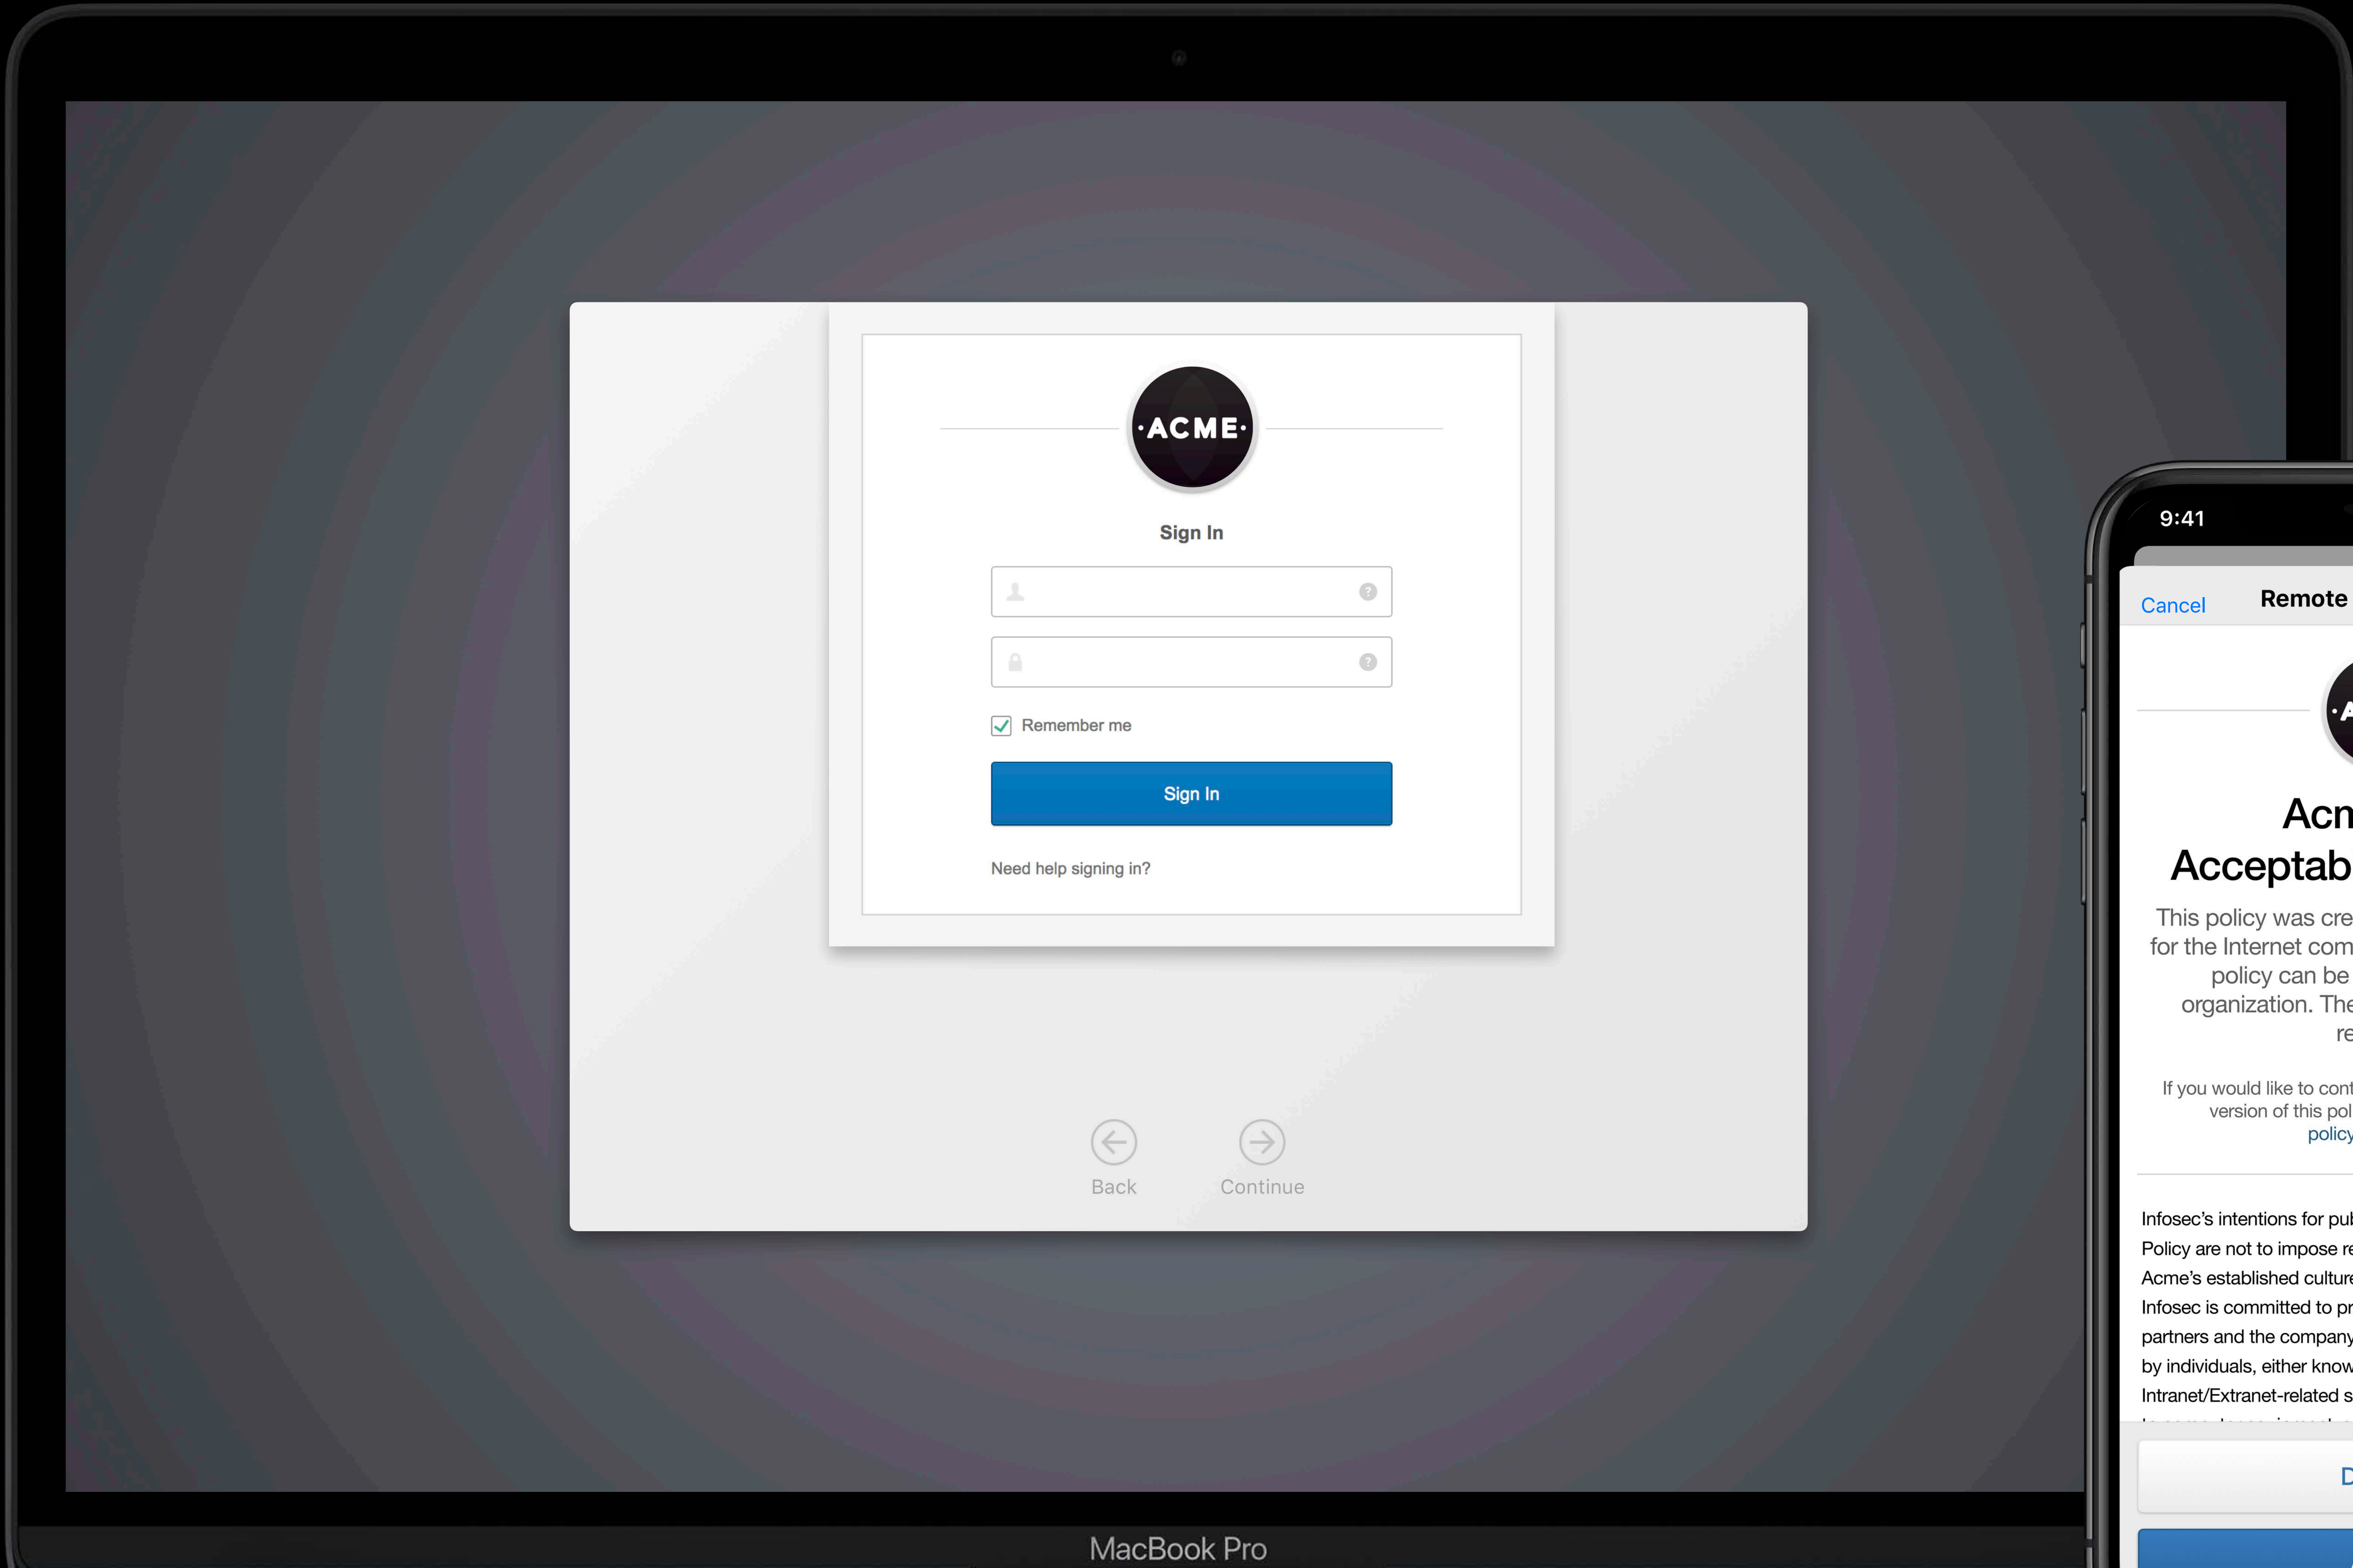 ·ACME·
Sign In
Remember me
Sign In
Need help signing in?
Back
Continue
MacBook Pro
9:41
Cancel
Remote
Acceptab
This policy was cre
for the Internet com
policy can be
organization. The
re
If you would like to cont
version of this pol
policy
Infosec’s intentions for pub
Policy are not to impose re
Acme’s established culture
Infosec is committed to pr
partners and the company
by individuals, either know
Intranet/Extranet-related s